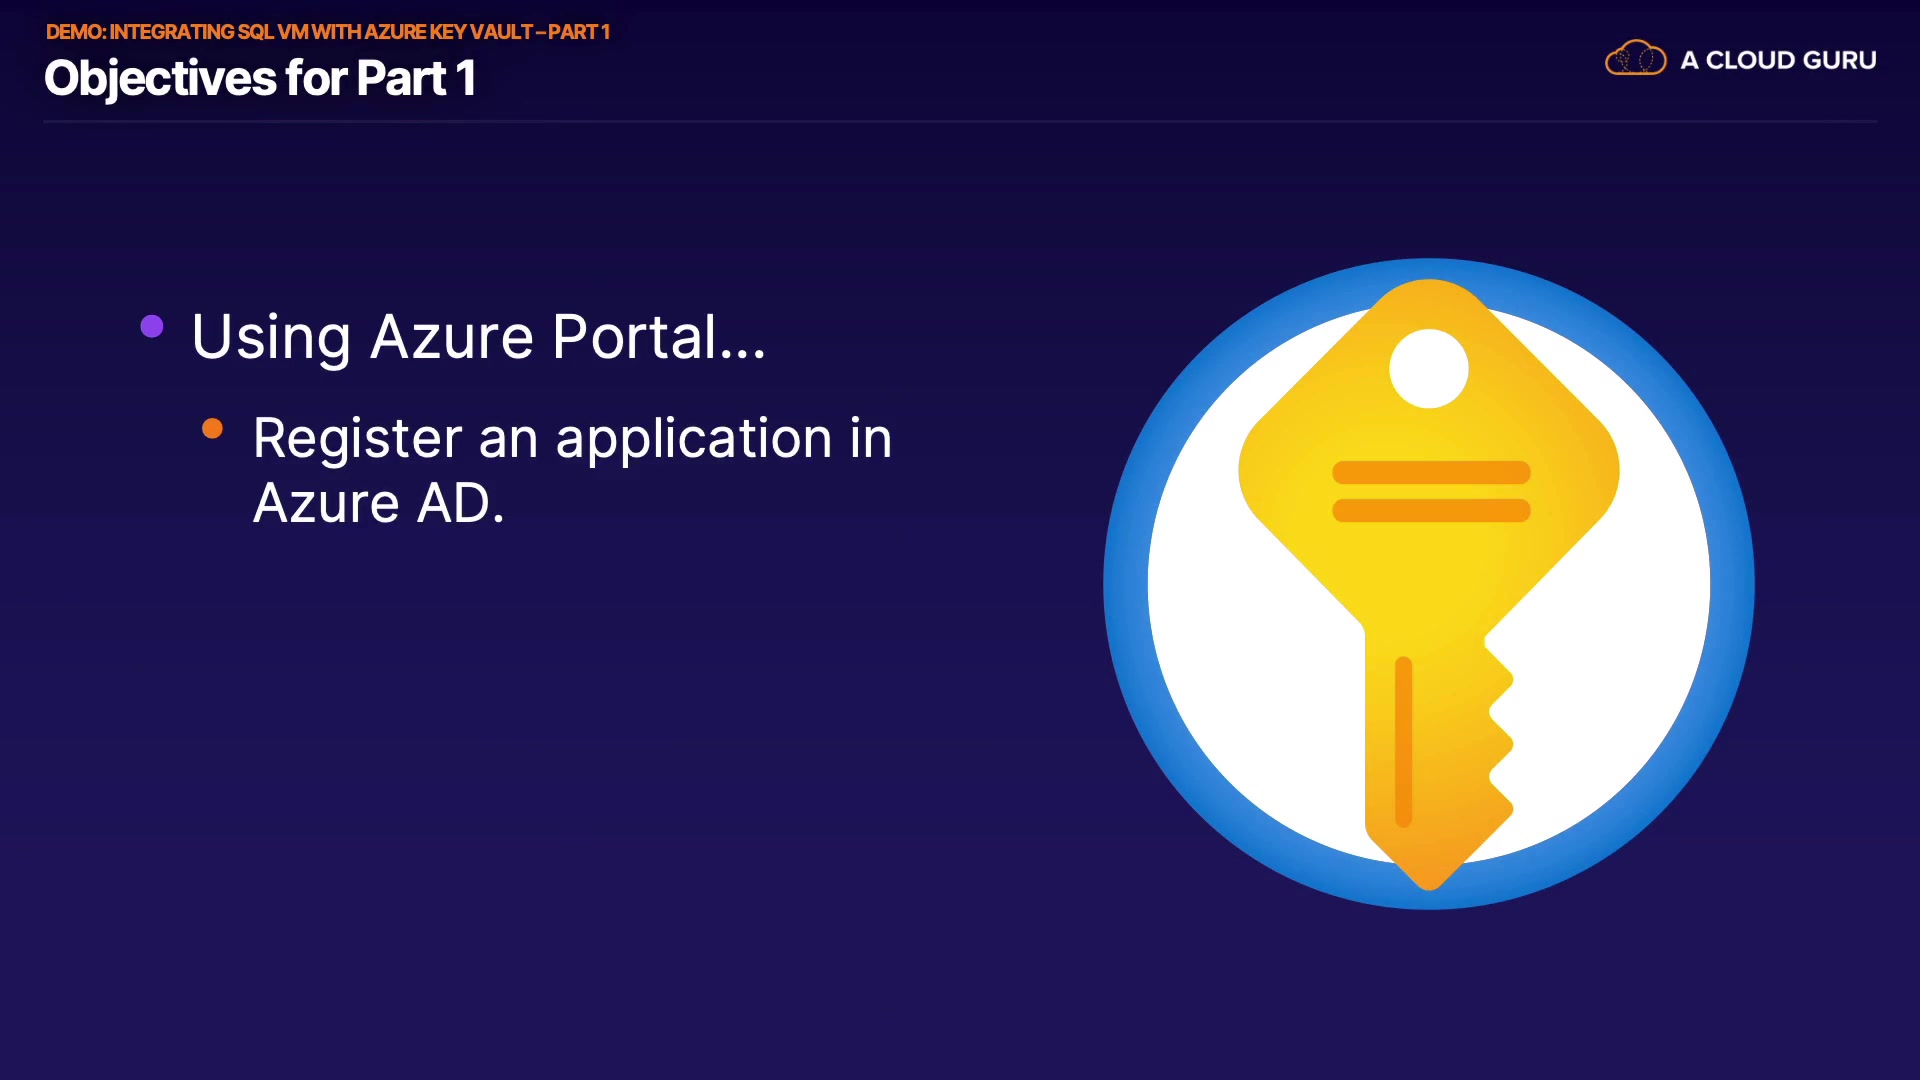 DEMO: INTEGRATING SQL VM WITH AZURE KEY VAULT – PART 1
Objectives for Part 1
A CLOUD GURU
Using Azure Portal...
Register an application in
Azure AD.